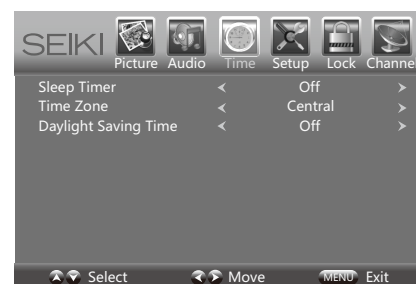 SEIKI
Picture Audio Time Setup Lock Channel
Sleep Timer Off
Time Zone Central
Daylight Saving Time Off
Select Move MENU Exit